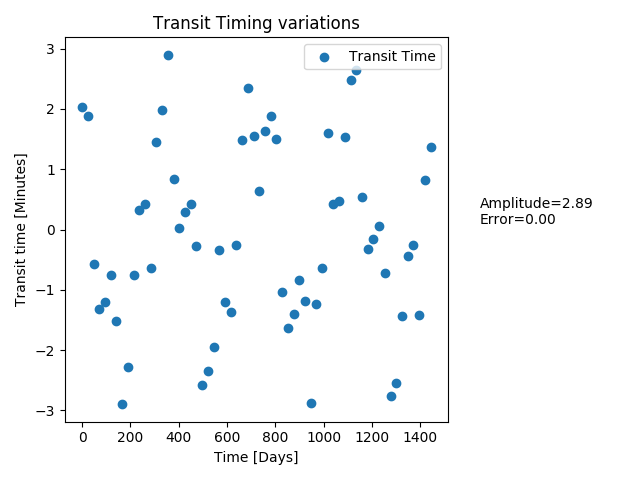 Transit Timing variations
Transit Time
Transit time [Minutes]
3
2
1
0
−1
−2
−3
Amplitude=2.89
Error=0.00
0 200 400 600 800 1000 1200 1400
Time [Days]